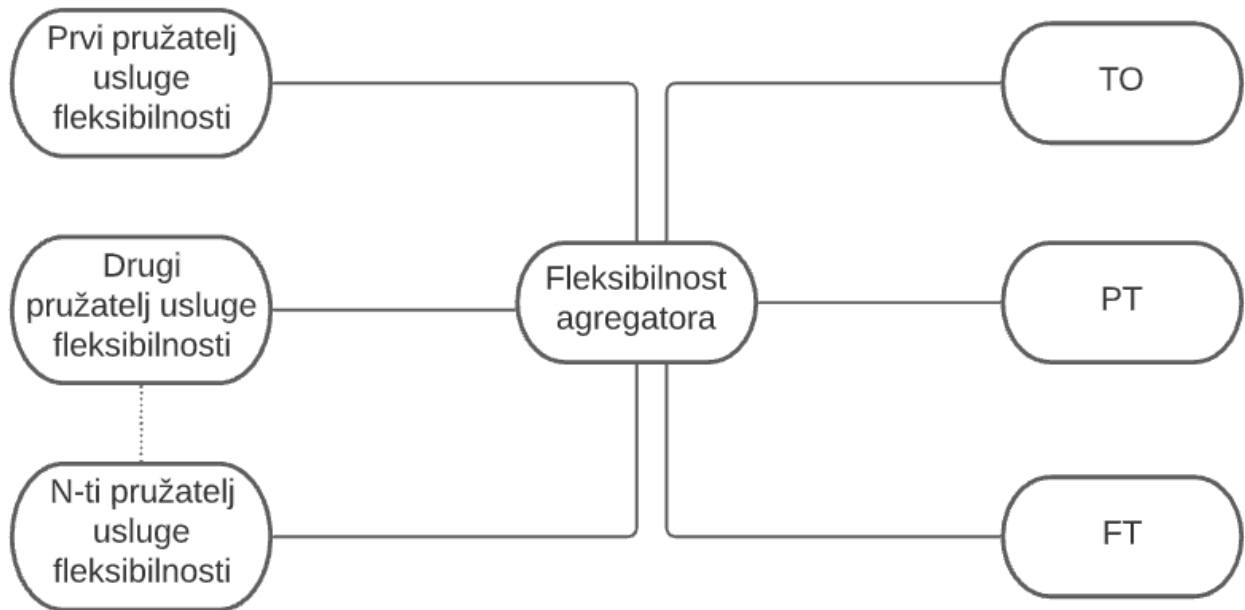 Prvi pružatelj
usluge
fleksibilnosti
TO
Drugi
pružatelj usluge
fleksibilnosti
Fleksibilnost
agregatora
PT
N-ti pružatelj
usluge
fleksibilnosti
FT